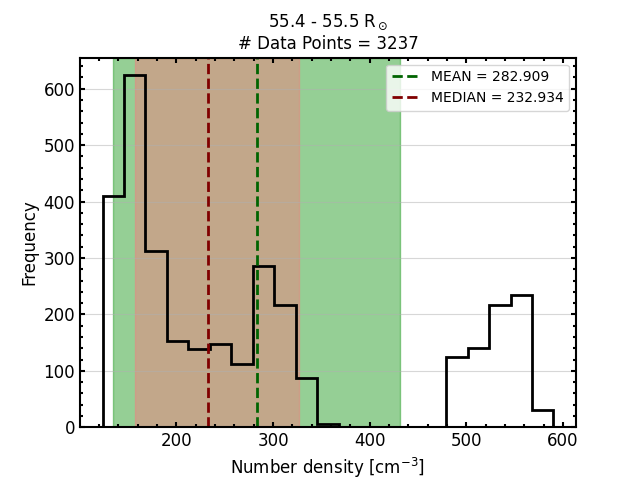 55.4 - 55.5 R⊙
# Data Points = 3237
MEAN = 282.909
MEDIAN = 232.934
Frequency
600
500
400
300
200
100
0
200 300 400 500 600
Number density [cm⁻³]